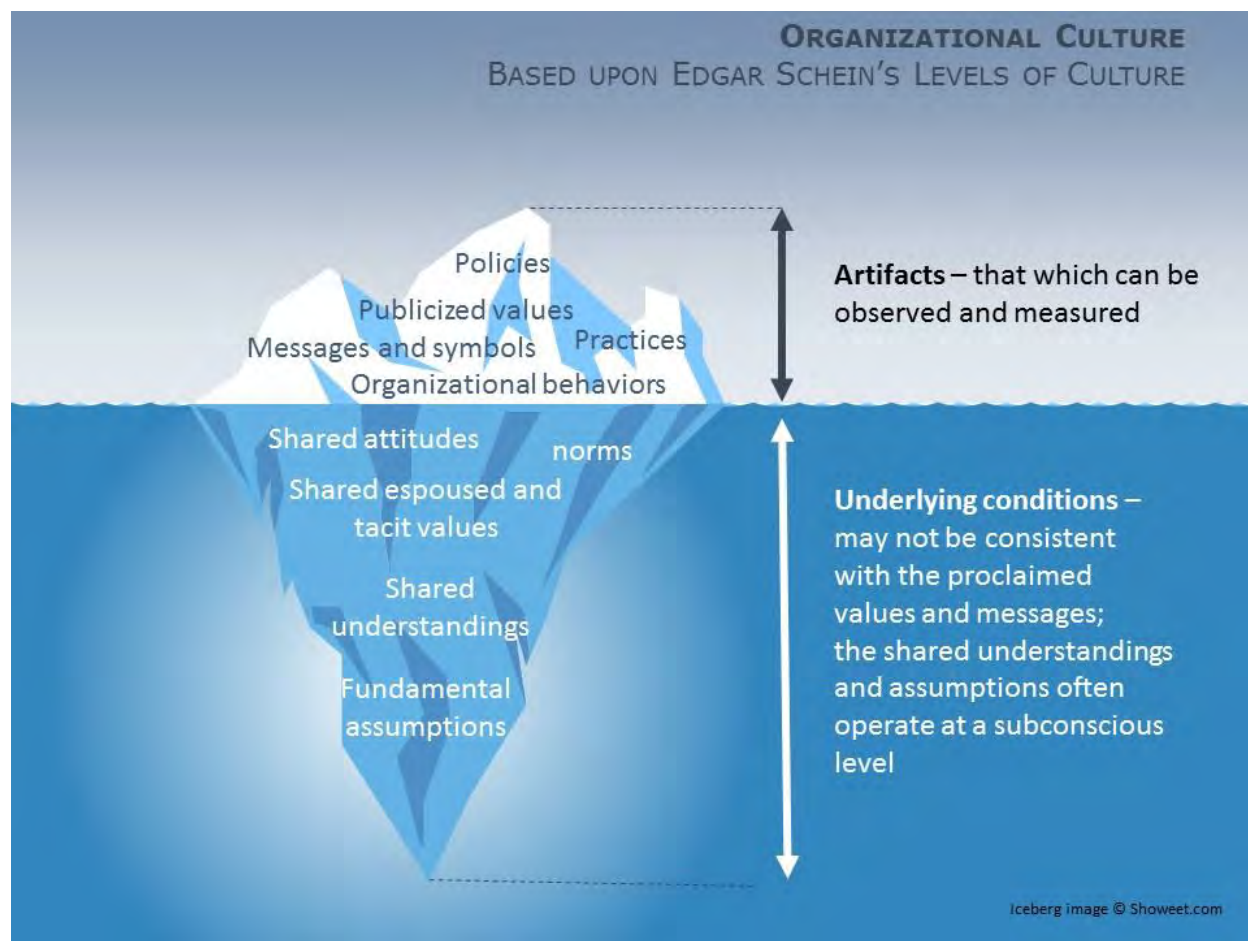 ORGANIZATIONAL CULTURE
BASED UPON EDGAR SCHEIN'S LEVELS OF CULTURE
Policies
Publicized values
Messages and symbols
Practices
Organizational behaviors
Artifacts – that which can be
observed and measured
Shared attitudes
norms
Shared espoused and
tacit values
Shared
understandings
Fundamental
assumptions
Underlying conditions –
may not be consistent
with the proclaimed
values and messages;
the shared understandings
and assumptions often
operate at a subconscious
level
Iceberg image © Showeet.com